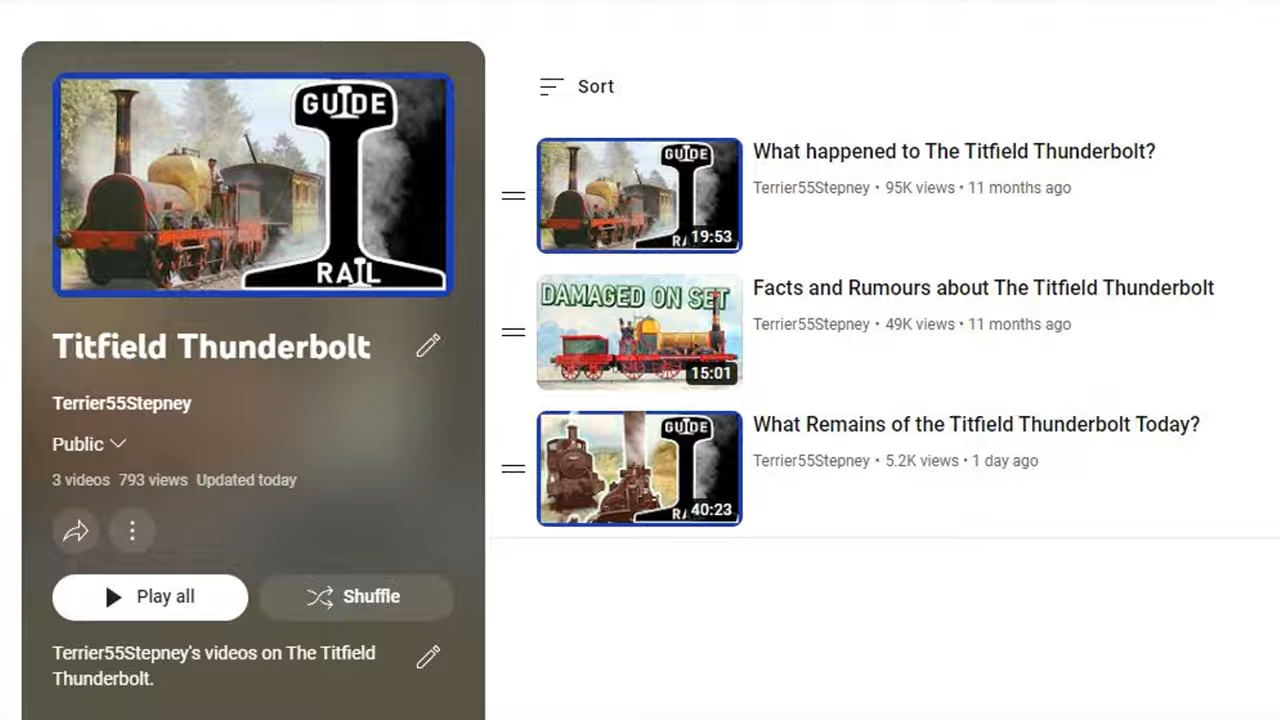 GUIDE
RAIL
Titfield Thunderbolt
Terrier55Stepney
Public
3 videos 793 views Updated today
Play all
Shuffle
Terrier55Stepney's videos on The Titfield
Thunderbolt.
Sort
GUIDE
19:53
What happened to The Titfield Thunderbolt?
Terrier55Stepney • 95K views • 11 months ago
DAMAGED ON SET
15:01
Facts and Rumours about The Titfield Thunderbolt
Terrier55Stepney • 49K views • 11 months ago
GUIDE
40:23
What Remains of the Titfield Thunderbolt Today?
Terrier55Stepney • 5.2K views • 1 day ago